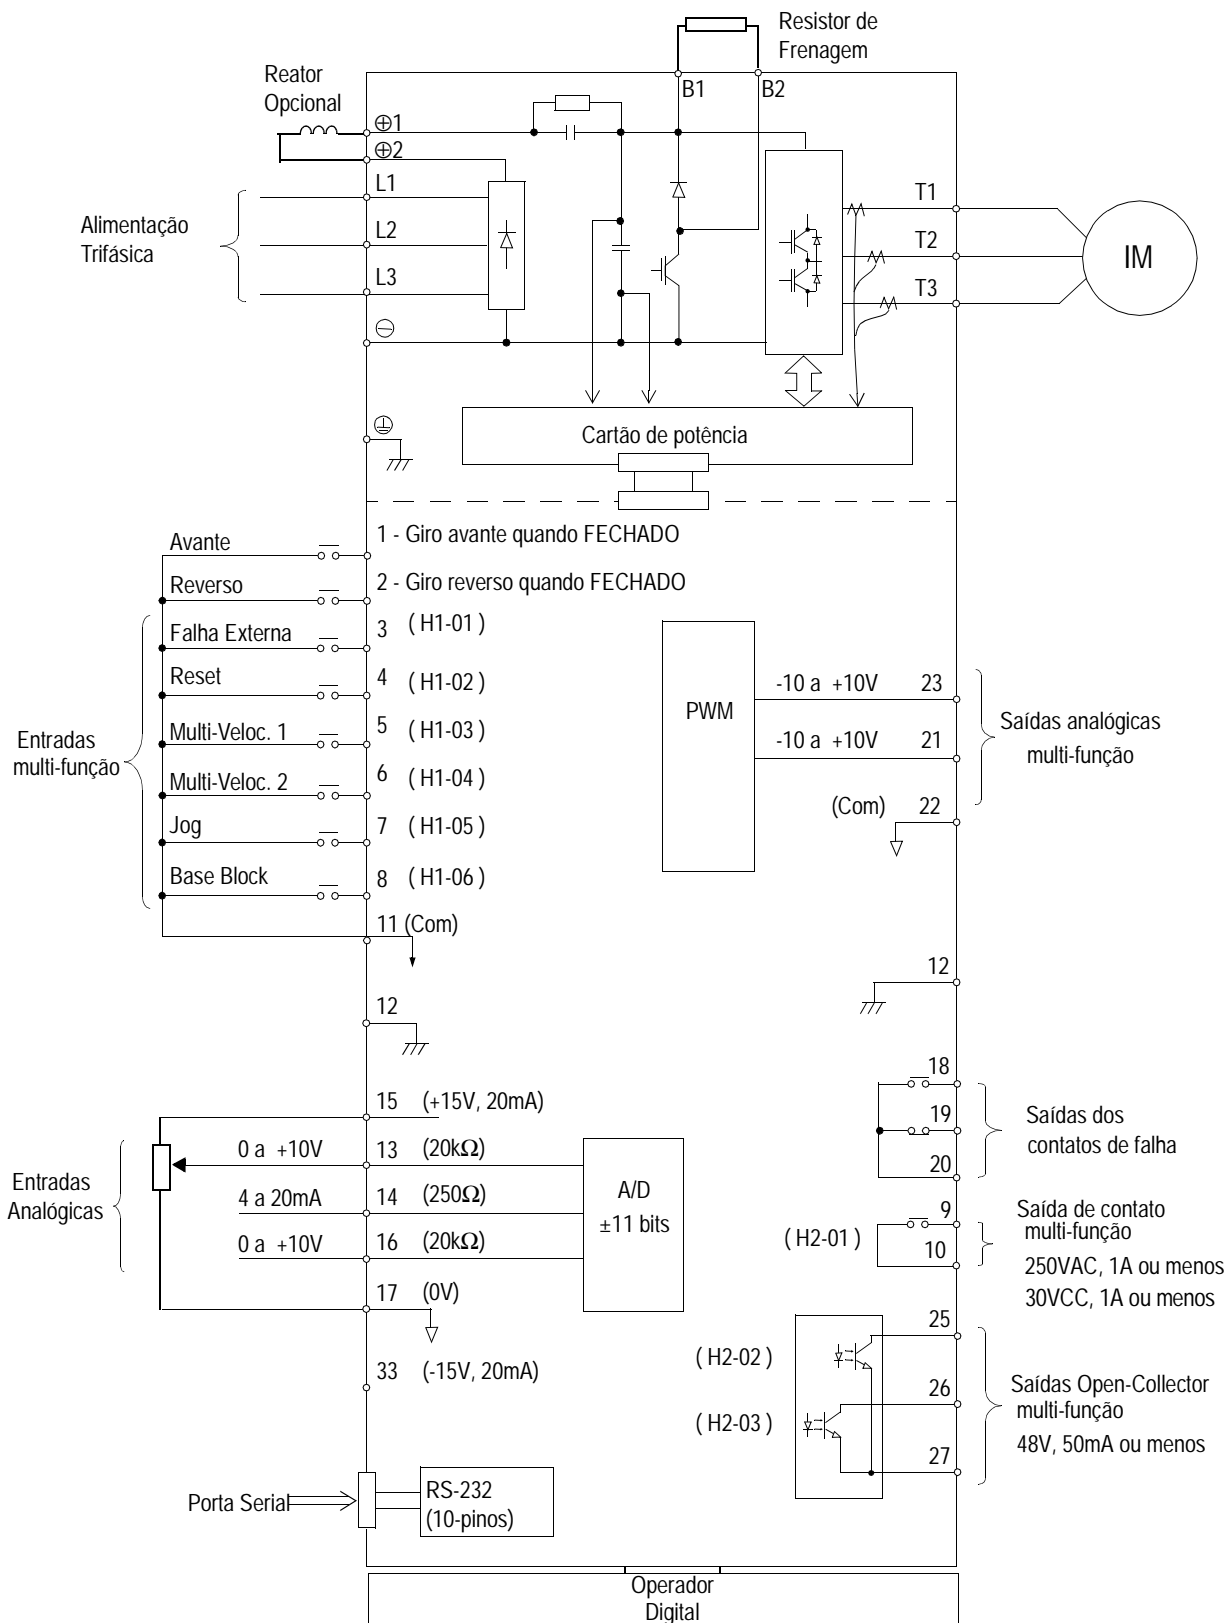 Resistor de
Frenagem
Reator
Opcional
B1
B2
⊕1
⊕2
L1
L2
L3
⊖
Alimentação
Trifásica
T1
T2
T3
IM
Cartão de potência
Avante
1 - Giro avante quando FECHADO
Reverso
2 - Giro reverso quando FECHADO
Entradas
multi-função
Falha Externa
3 ( H1-01 )
Reset
4 ( H1-02 )
Multi-Veloc. 1
5 ( H1-03 )
Multi-Veloc. 2
6 ( H1-04 )
Jog
7 ( H1-05 )
Base Block
8 ( H1-06 )
11 (Com)
PWM
-10 a +10V 23
-10 a +10V 21
(Com) 22
Saídas analógicas
multi-função
12
12
Entradas
Analógicas
15 (+15V, 20mA)
0 a +10V 13 (20kΩ)
4 a 20mA 14 (250Ω)
0 a +10V 16 (20kΩ)
17 (0V)
33 (-15V, 20mA)
A/D
±11 bits
18
19
20
Saídas dos
contatos de falha
( H2-01 )
9
10
Saída de contato
multi-função
250VAC, 1A ou menos
30VCC, 1A ou menos
( H2-02 )
( H2-03 )
25
26
27
Saídas Open-Collector
multi-função
48V, 50mA ou menos
Porta Serial
RS-232
(10-pinos)
Operador
Digital